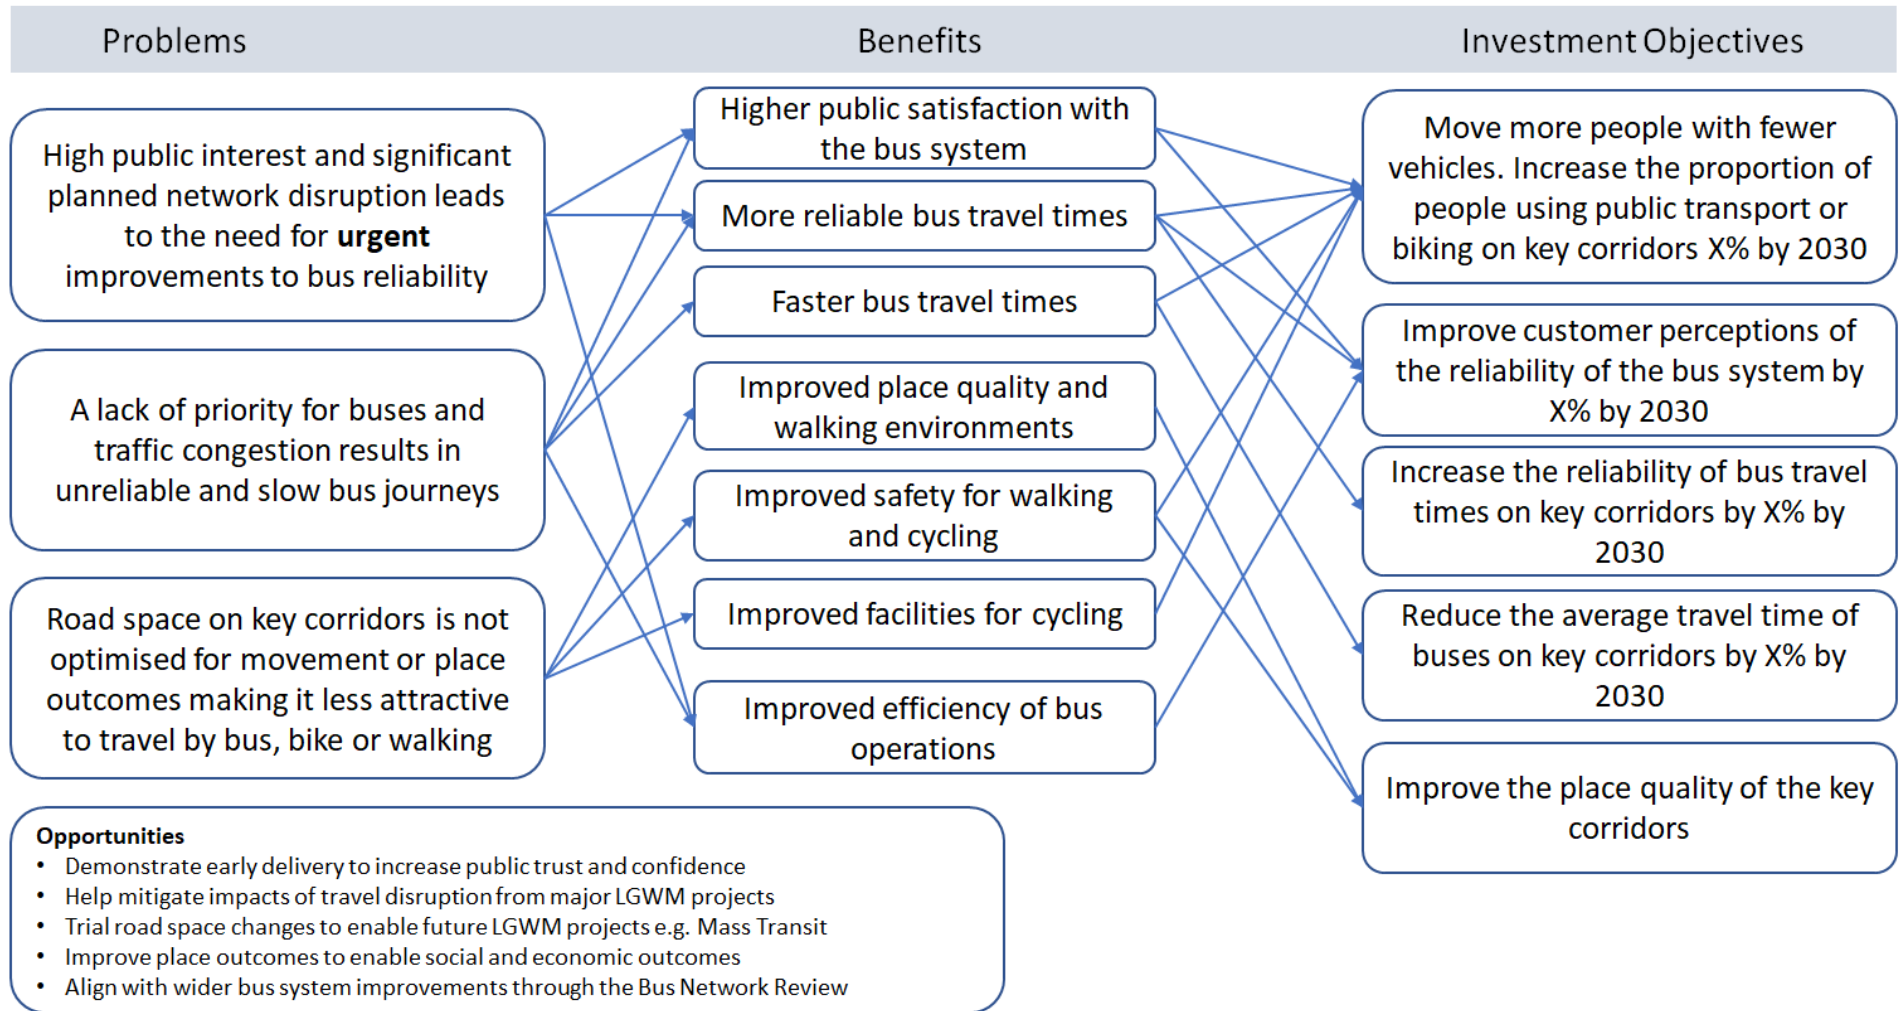 Problems
Benefits
Investment Objectives
High public interest and significant
planned network disruption leads
to the need for urgent
improvements to bus reliability
A lack of priority for buses and
traffic congestion results in
unreliable and slow bus journeys
Road space on key corridors is not
optimised for movement or place
outcomes making it less attractive
to travel by bus, bike or walking
Higher public satisfaction with
the bus system
More reliable bus travel times
Faster bus travel times
Improved place quality and
walking environments
Improved safety for walking
and cycling
Improved facilities for cycling
Improved efficiency of bus
operations
Move more people with fewer
vehicles. Increase the proportion of
people using public transport or
biking on key corridors X% by 2030
Improve customer perceptions of
the reliability of the bus system by
X% by 2030
Increase the reliability of bus travel
times on key corridors by X% by
2030
Reduce the average travel time of
buses on key corridors by X% by
2030
Improve the place quality of the key
corridors
Opportunities
• Demonstrate early delivery to increase public trust and confidence
• Help mitigate impacts of travel disruption from major LGWM projects
• Trial road space changes to enable future LGWM projects e.g. Mass Transit
• Improve place outcomes to enable social and economic outcomes
• Align with wider bus system improvements through the Bus Network Review